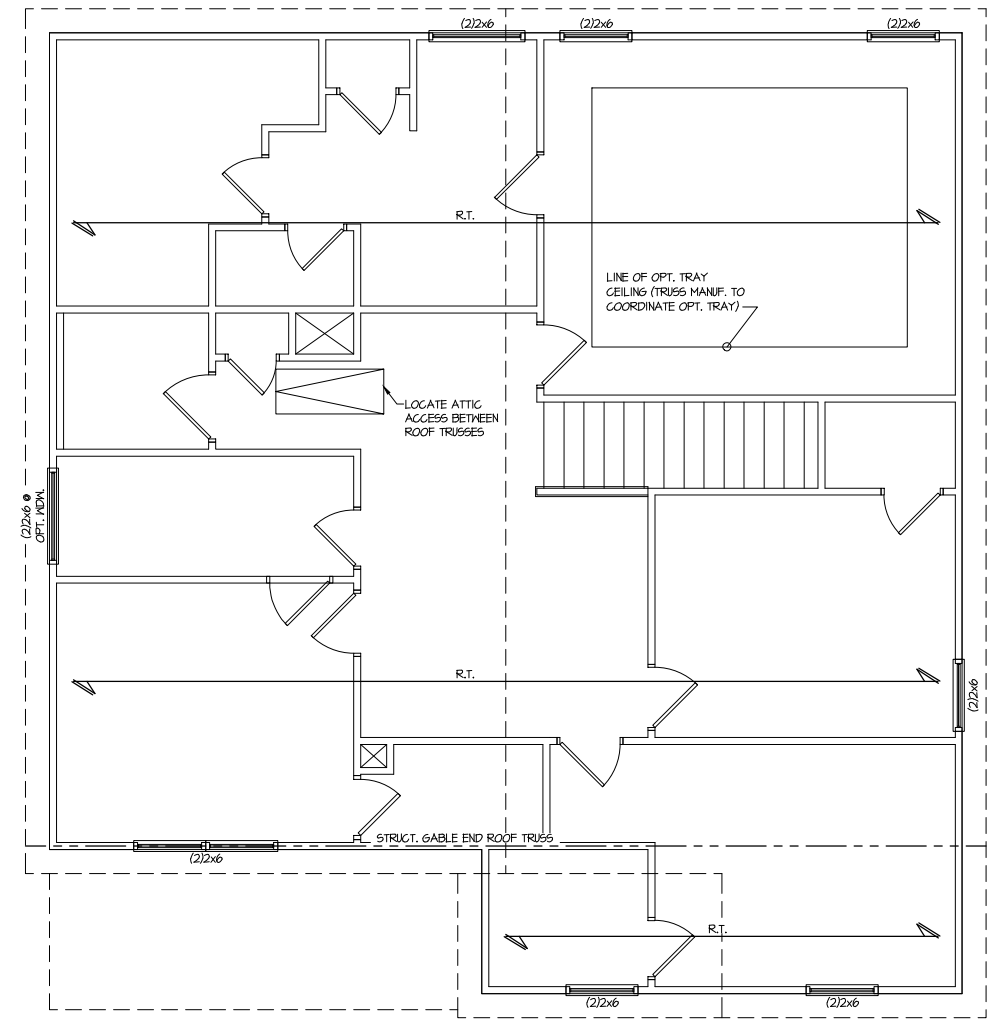 (2)2x6
(2)2x6
(2)2x6
R.T.
LINE OF OPT. TRAY
CEILING (TRUSS MANUF. TO
COORDINATE OPT. TRAY)
LOCATE ATTIC
ACCESS BETWEEN
ROOF TRUSSES
(2)2x6 @
OPT. WDW.
R.T.
(2)2x6
STRUCT. GABLE END ROOF TRUSS
(2)2x6
R.T.
(2)2x6
(2)2x6